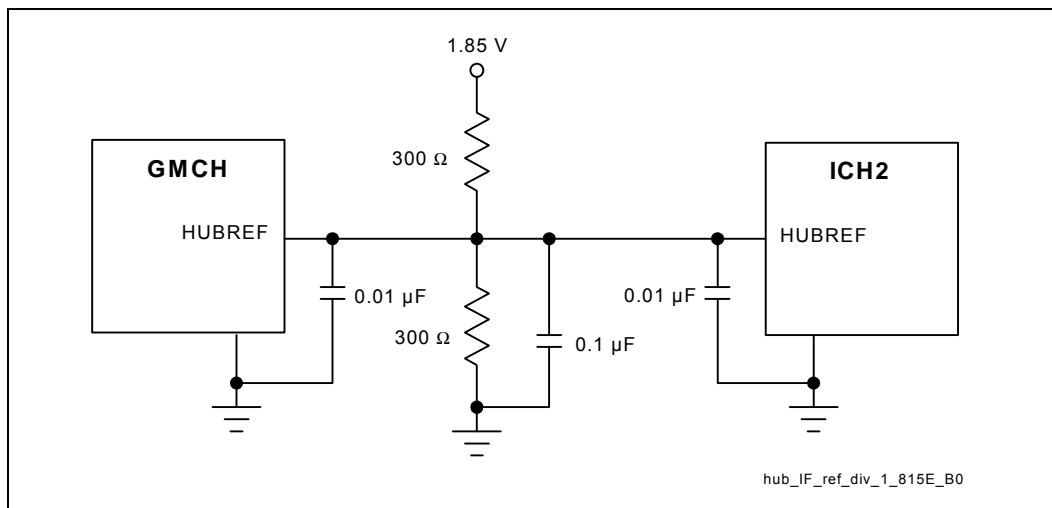 1.85 V
300 Ω
GMCH
ICH2
HUBREF
HUBREF
0.01 µF
0.01 µF
300 Ω
0.1 µF
hub_IF_ref_div_1_815E_B0